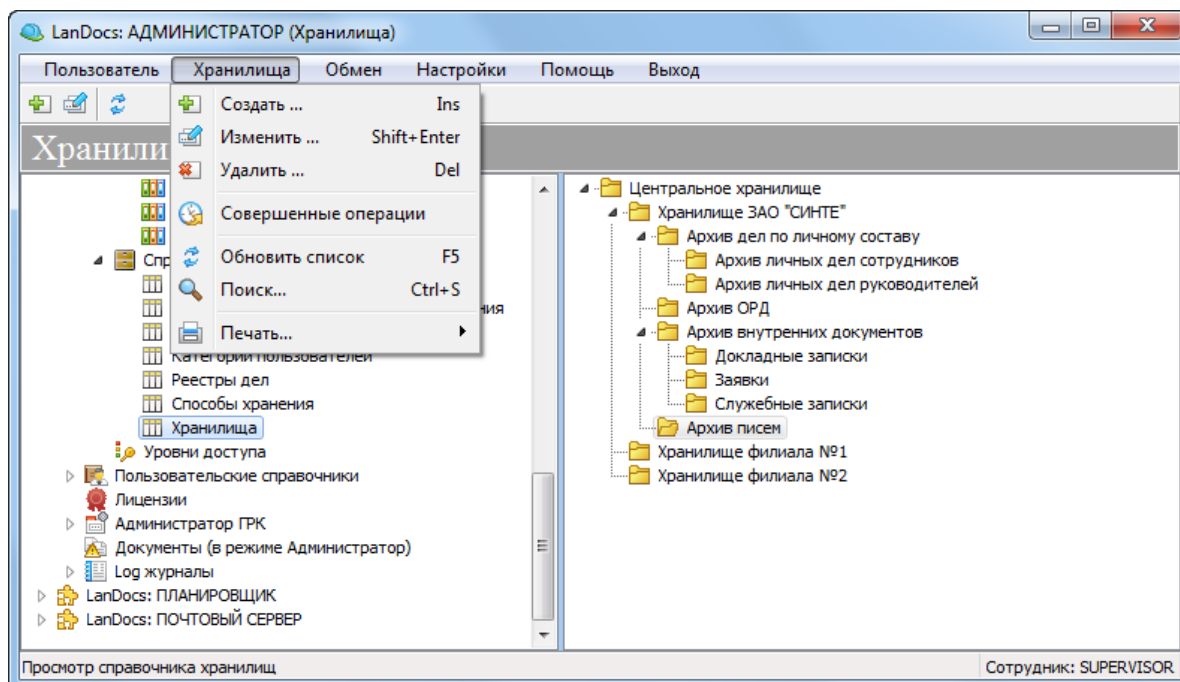 LanDocs: АДМИНИСТРАТОР (Хранилища)
Пользователь Хранилища Обмен Настройки Помощь Выход
Создать ... Ins
Изменить ... Shift+Enter
Удалить ... Del
Совершенные операции
Обновить список F5
Поиск... Ctrl+S
Печать...
Реестры дел
Способы хранения
Хранилища
Уровни доступа
Пользовательские справочники
Лицензии
Администратор ГРК
Документы (в режиме Администратор)
Log журналы
LanDocs: ПЛАНИРОВЩИК
LanDocs: ПОЧТОВЫЙ СЕРВЕР
Центральное хранилище
Хранилище ЗАО "СИНТЕ"
Архив дел по личному составу
Архив личных дел сотрудников
Архив личных дел руководителей
Архив ОРД
Архив внутренних документов
Докладные записки
Заявки
Служебные записки
Архив писем
Хранилище филиала №1
Хранилище филиала №2
Просмотр справочника хранилищ
Сотрудник: SUPERVISOR